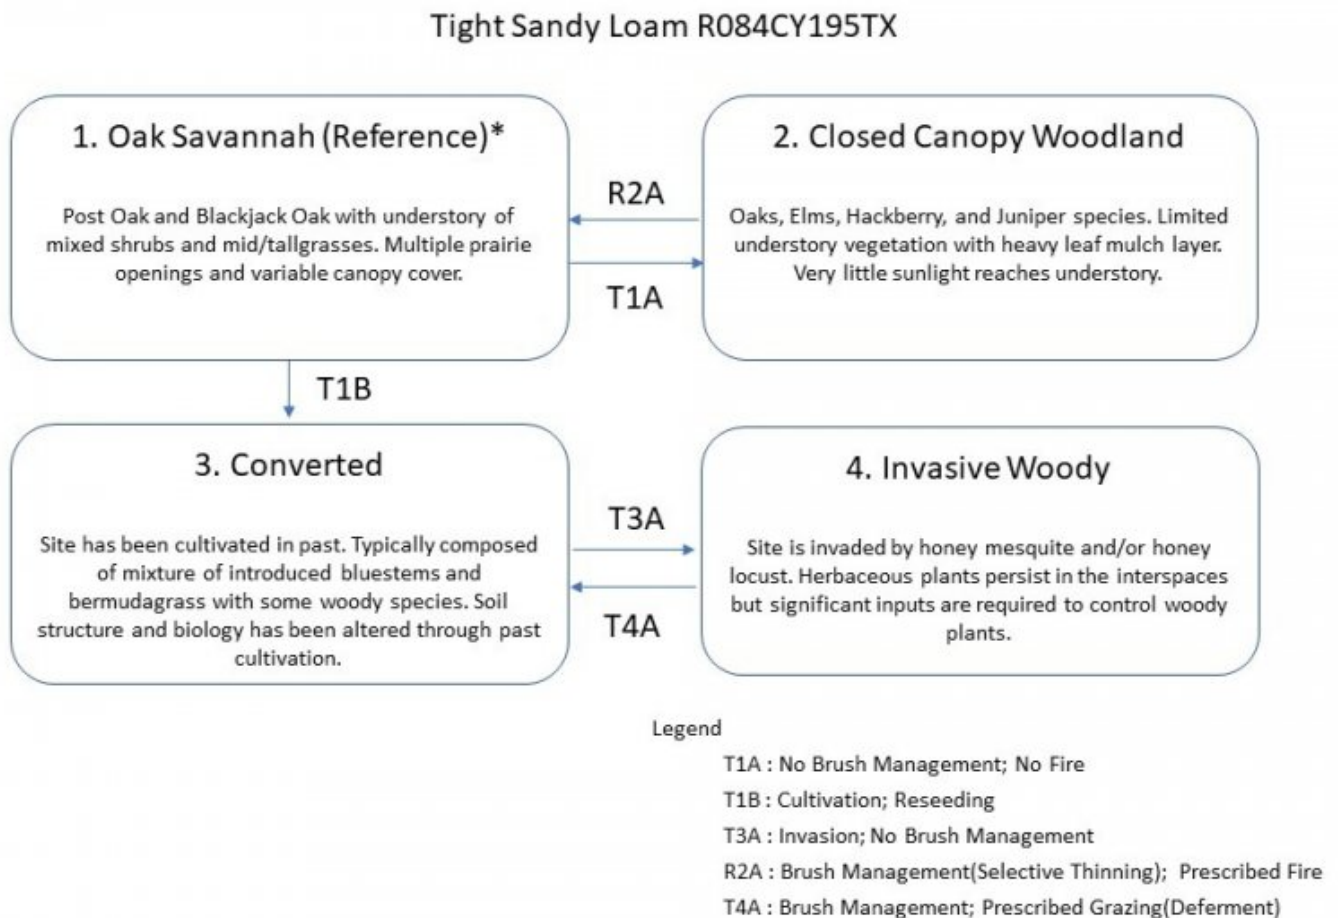 Tight Sandy Loam R084CY195TX
1. Oak Savannah (Reference)*
Post Oak and Blackjack Oak with understory of
mixed shrubs and mid/tallgrasses. Multiple prairie
openings and variable canopy cover.
R2A
T1A
2. Closed Canopy Woodland
Oaks, Elms, Hackberry, and Juniper species. Limited
understory vegetation with heavy leaf mulch layer.
Very little sunlight reaches understory.
T1B
3. Converted
Site has been cultivated in past. Typically composed
of mixture of introduced bluestems and
bermudagrass with some woody species. Soil
structure and biology has been altered through past
cultivation.
T3A
T4A
4. Invasive Woody
Site is invaded by honey mesquite and/or honey
locust. Herbaceous plants persist in the interspaces
but significant inputs are required to control woody
plants.
Legend
T1A : No Brush Management; No Fire
T1B : Cultivation; Reseeding
T3A : Invasion; No Brush Management
R2A : Brush Management(Selective Thinning); Prescribed Fire
T4A : Brush Management; Prescribed Grazing(Deferment)